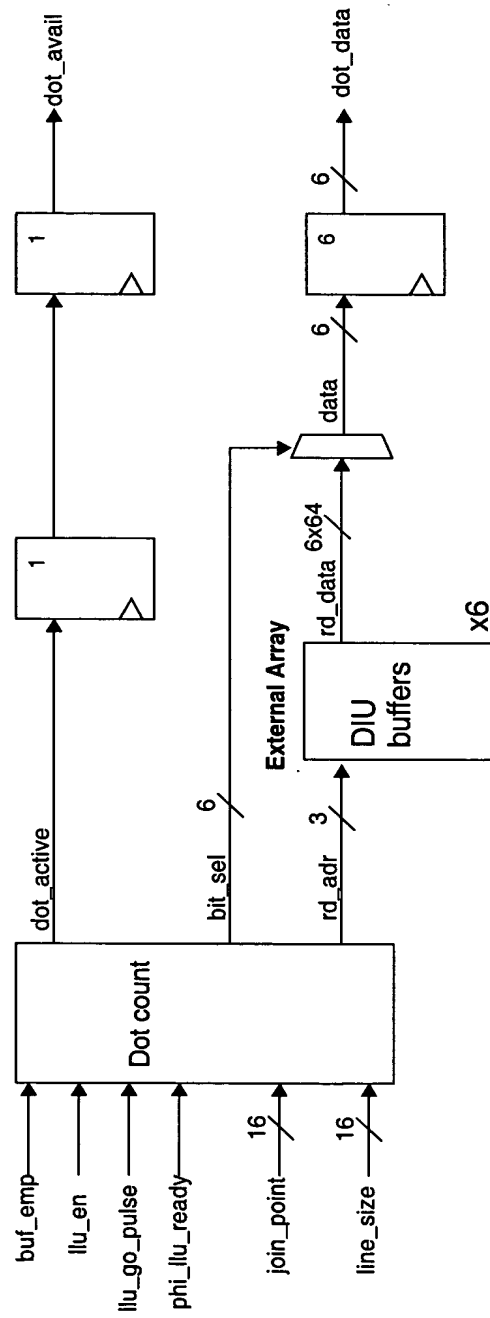 buf_emp
llu_en
llu_go_pulse
phi_llu_ready
join_point
16
line_size
16
Dot count
dot_active
bit_sel
6
rd_adr
3
External Array
DIU
buffers
x6
rd_data
6x64
data
6
1
1
6
6
dot_avail
dot_data